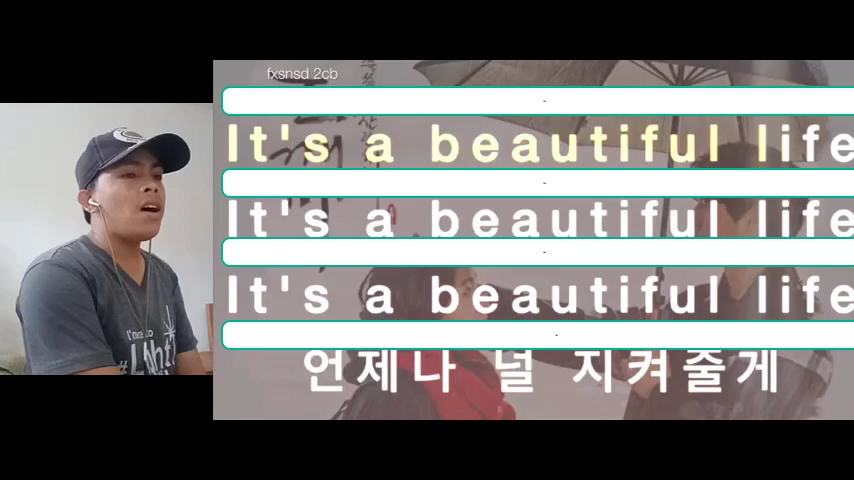 fxsnsd 2cb
-
It's a beautiful life
-
It's a beautiful life
-
It's a beautiful life
-
언제나 널 지켜줄게
I'm
to